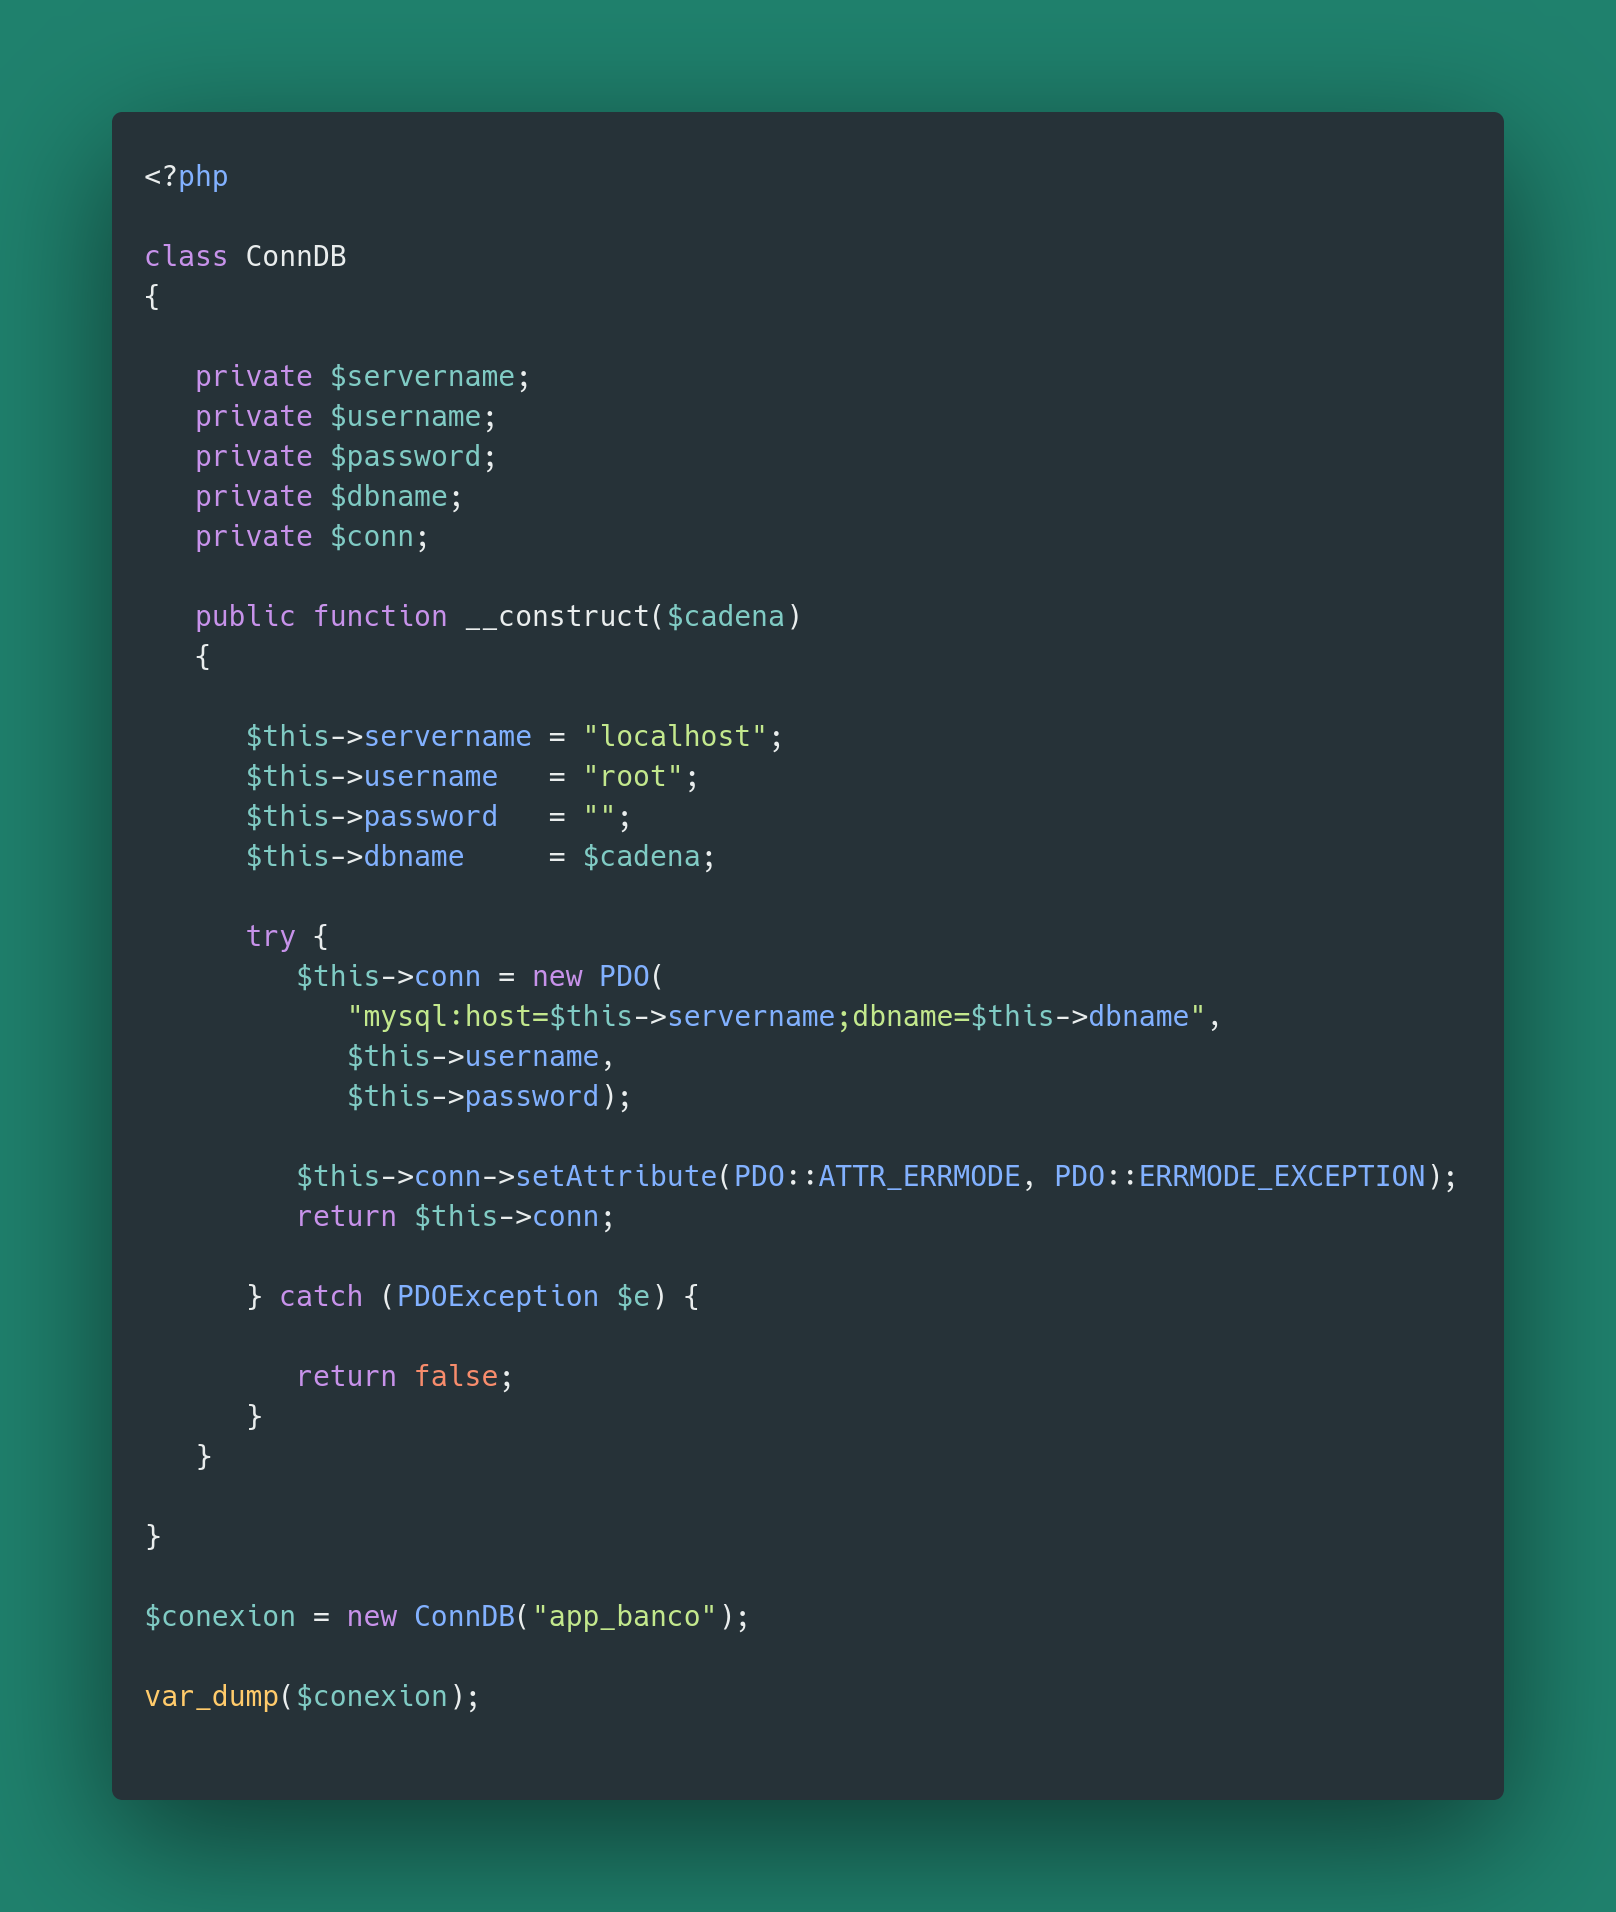 <?php
class ConnDB
{
private $servername;
private $username;
private $password;
private $dbname;
private $conn;
public function __construct($cadena)
{
$this->servername = "localhost";
$this->username   = "root";
$this->password   = "";
$this->dbname     = $cadena;
try {
$this->conn = new PDO(
"mysql:host=$this->servername;dbname=$this->dbname",
$this->username,
$this->password);
$this->conn->setAttribute(PDO::ATTR_ERRMODE, PDO::ERRMODE_EXCEPTION);
return $this->conn;
} catch (PDOException $e) {
return false;
}
}
}
$conexion = new ConnDB("app_banco");
var_dump($conexion);